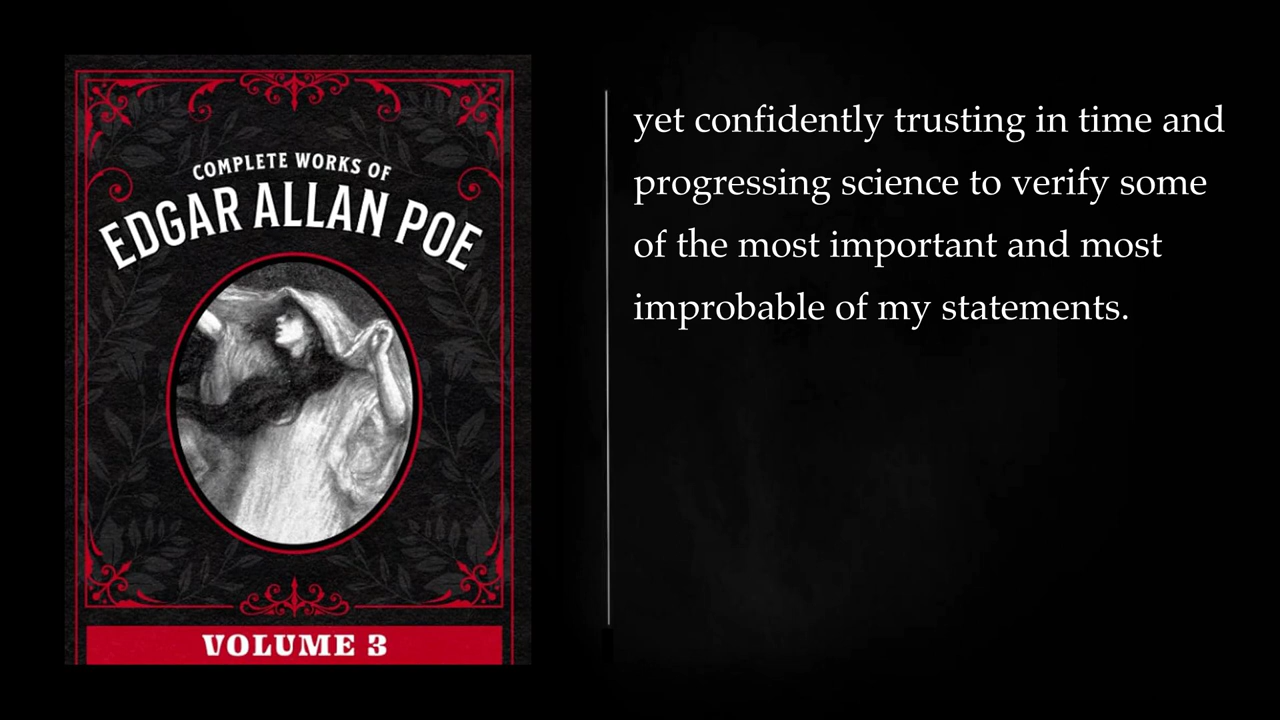 COMPLETE WORKS OF
EDGAR ALLAN POE
VOLUME 3
yet confidently trusting in time and
progressing science to verify some
of the most important and most
improbable of my statements.